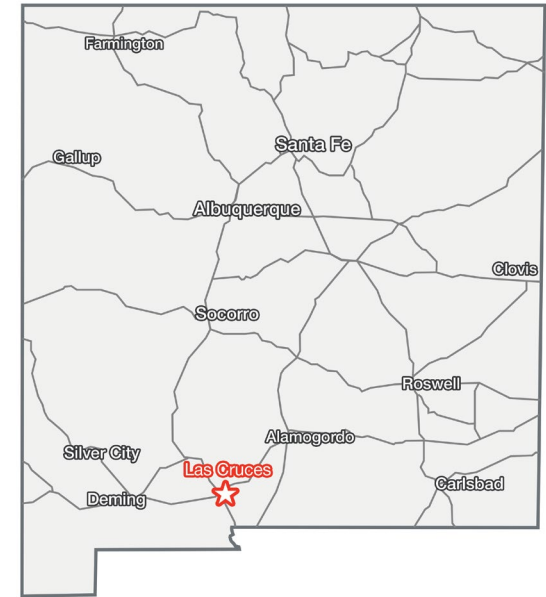 Farmington
Santa Fe
Gallup
Albuquerque
Clovis
Socorro
Roswell
Alamogordo
Silver City
Las Cruces
Carlsbad
Deming